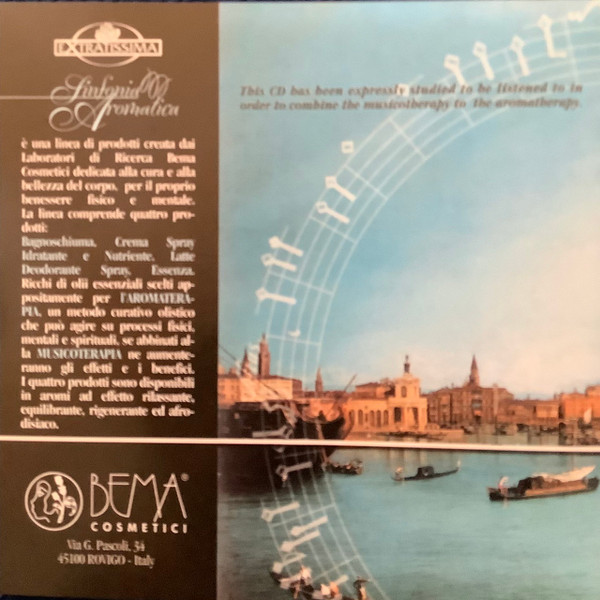 EXTRATISSIMA
Sinfonia
Aromatica
This CD has been expressly studied to be listened to in
order to combine the musicotherapy to the aromatherapy.
è una linea di prodotti creata dai
Laboratori di Ricerca Bema
Cosmetici dedicata alla cura e alla
bellezza del corpo, per il proprio
benessere fisico e mentale.
La linea comprende quattro pro-
dotti:
Bagnoschiuma, Crema Spray
Idratante e Nutriente, Latte
Deodorante Spray, Essenza.
Ricchi di olii essenziali scelti ap-
positamente per l'AROMATERA-
PIA, un metodo curativo olistico
che può agire su processi fisici,
mentali e spirituali, se abbinati al-
la MUSICOTERAPIA ne aumente-
ranno gli effetti e i benefici.
I quattro prodotti sono disponibili
in aromi ad effetto rilassante,
equilibrante, rigenerante ed afro-
disiaco.
BEMA®
COSMETICI
Via G. Pascoli, 34
45100 ROVIGO - Italy